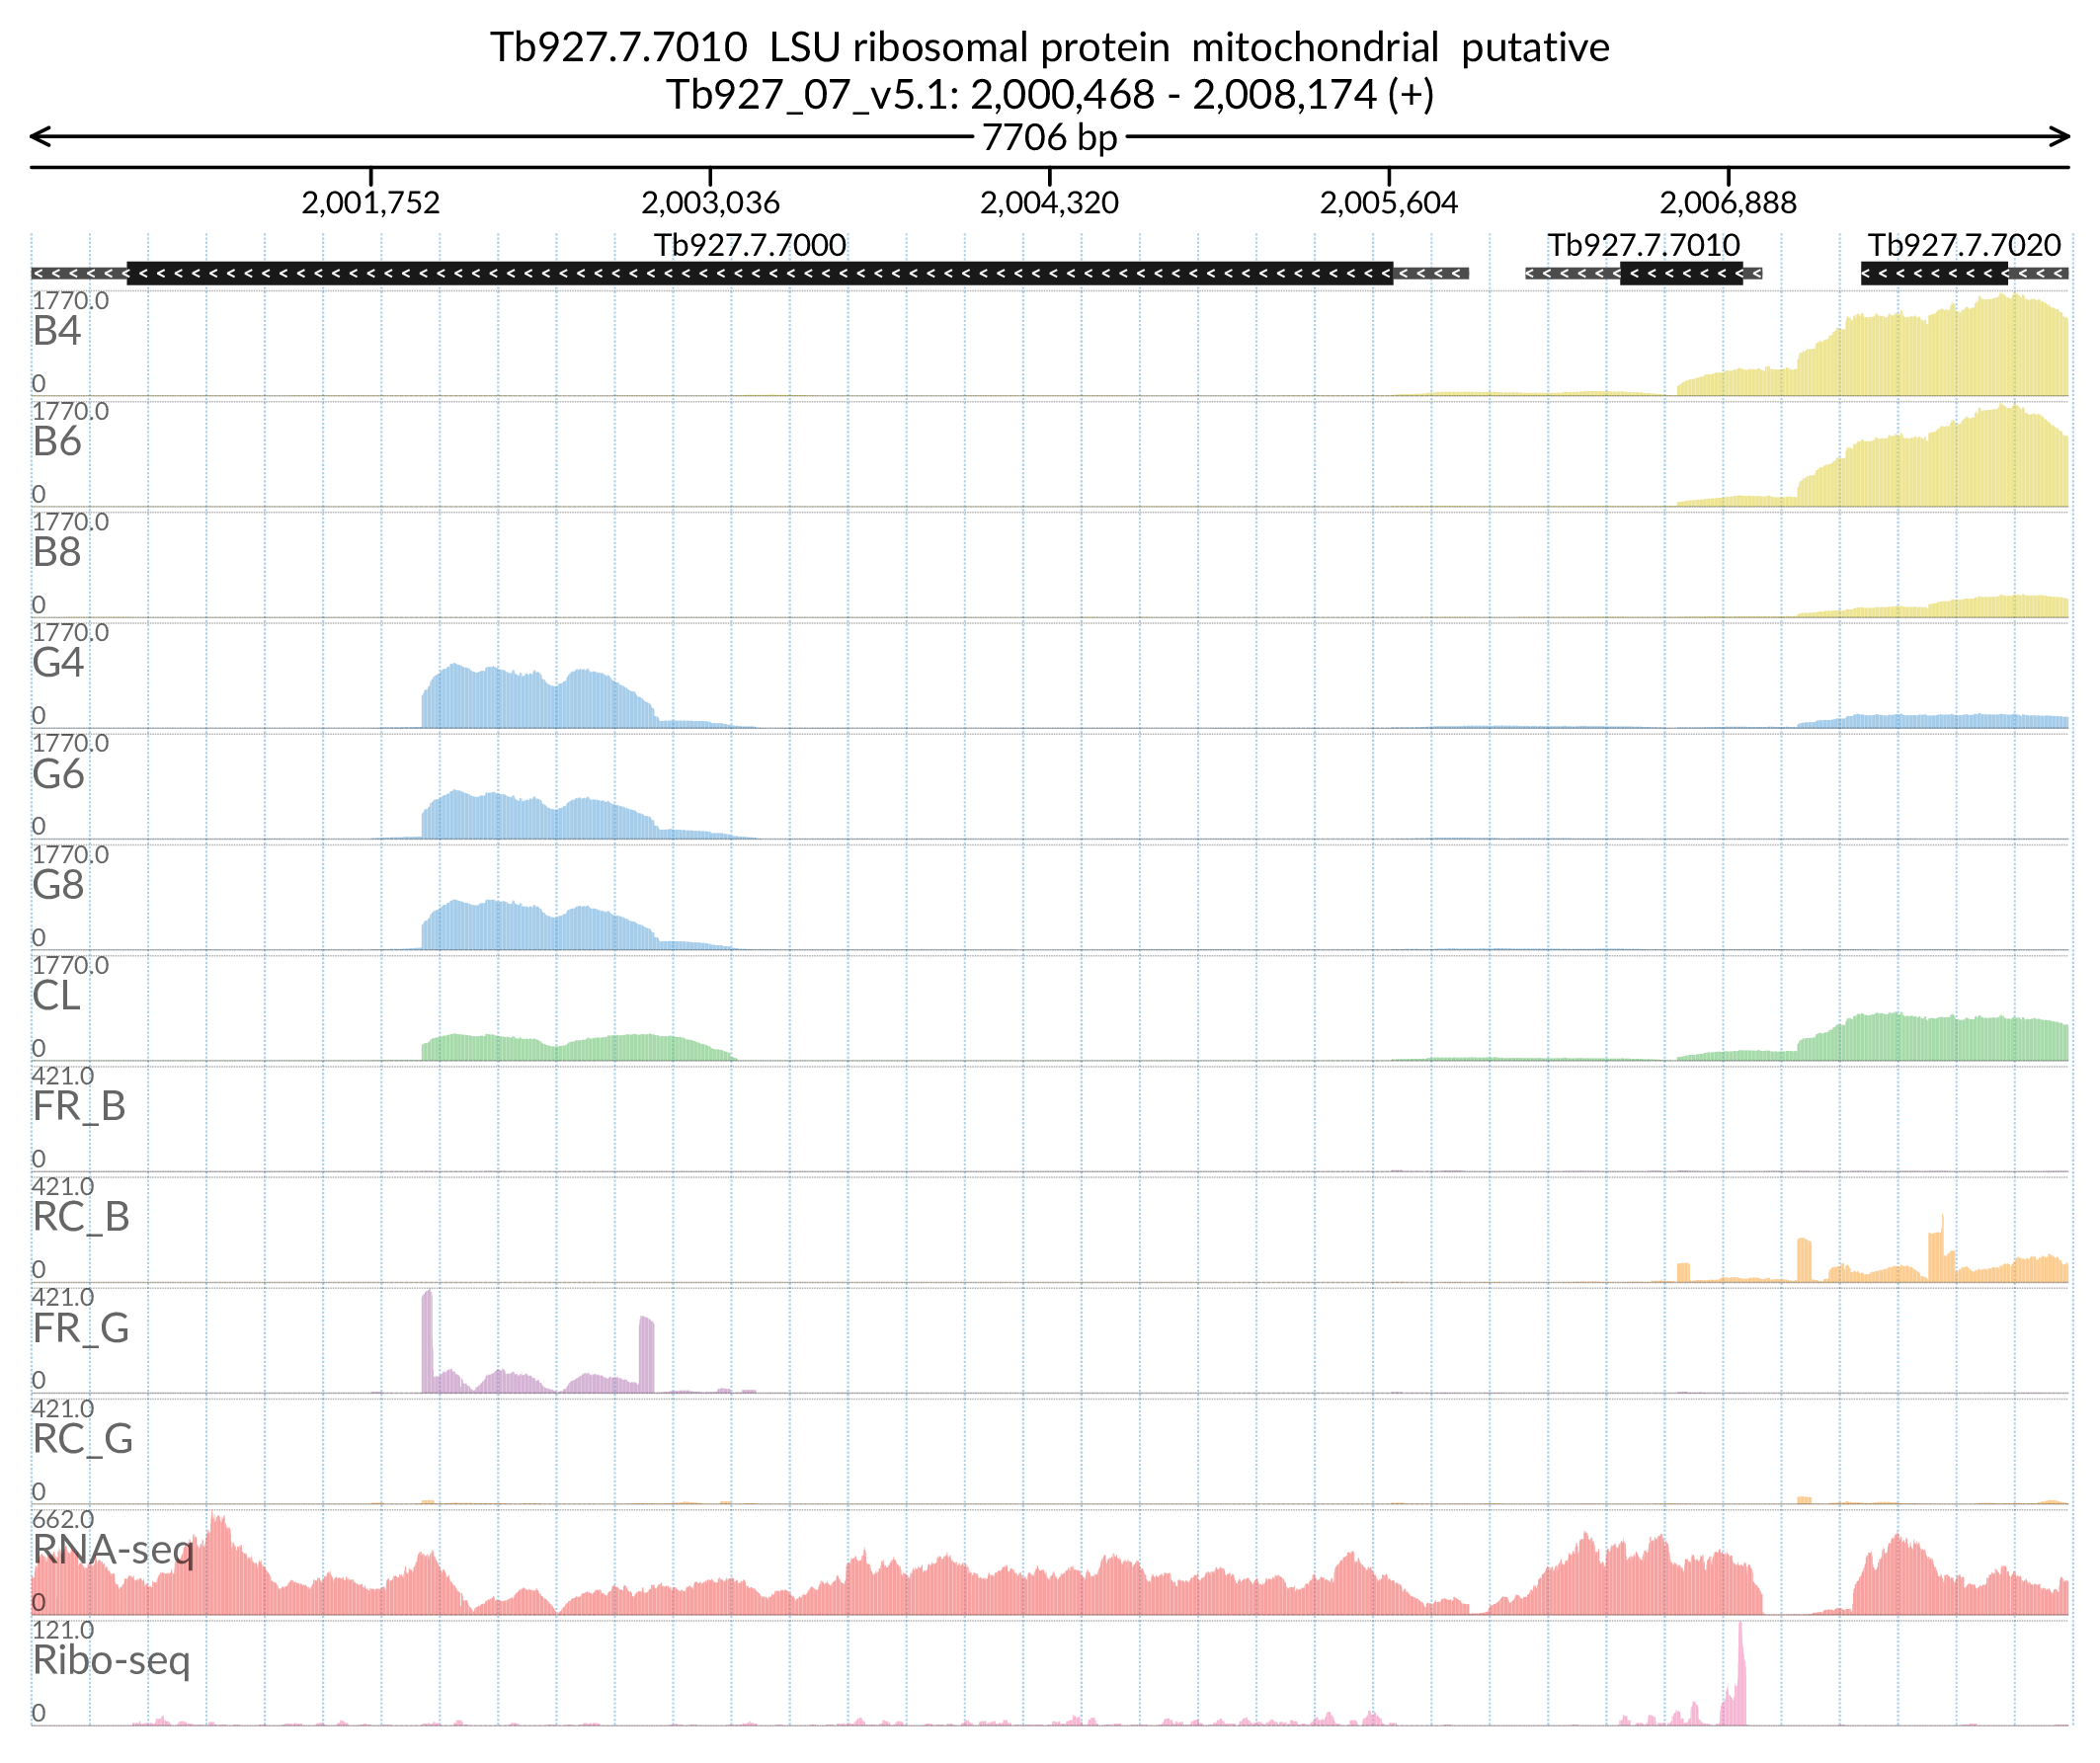 Tb927.7.7010  LSU ribosomal protein  mitochondrial  putative
Tb927_07_v5.1: 2,000,468 - 2,008,174 (+)
7706 bp
2,001,752 2,003,036 2,004,320 2,005,604 2,006,888
Tb927.7.7000 Tb927.7.7010 Tb927.7.7020
1770.0
B4
0
1770.0
B6
0
1770.0
B8
0
1770.0
G4
0
1770.0
G6
0
1770.0
G8
0
1770.0
CL
0
421.0
FR_B
0
421.0
RC_B
0
421.0
FR_G
0
421.0
RC_G
0
662.0
RNA-seq
0
121.0
Ribo-seq
0